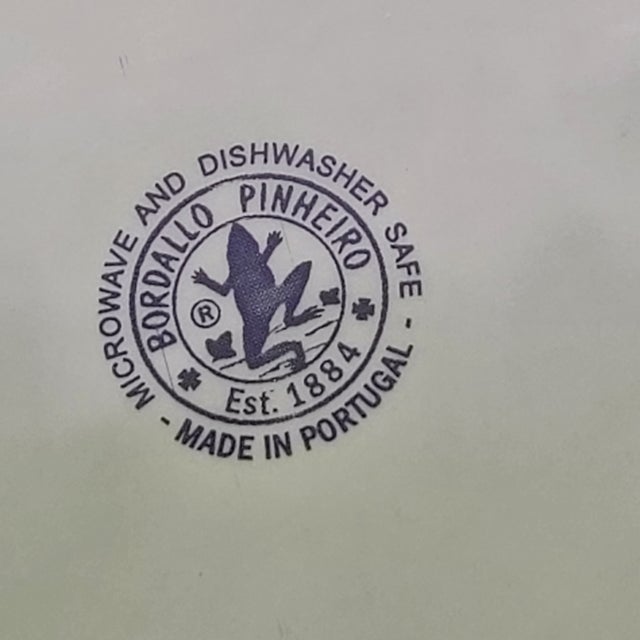 MICROWAVE AND DISHWASHER SAFE
- MADE IN PORTUGAL -
BORDALLO PINHEIRO
®
Est. 1884